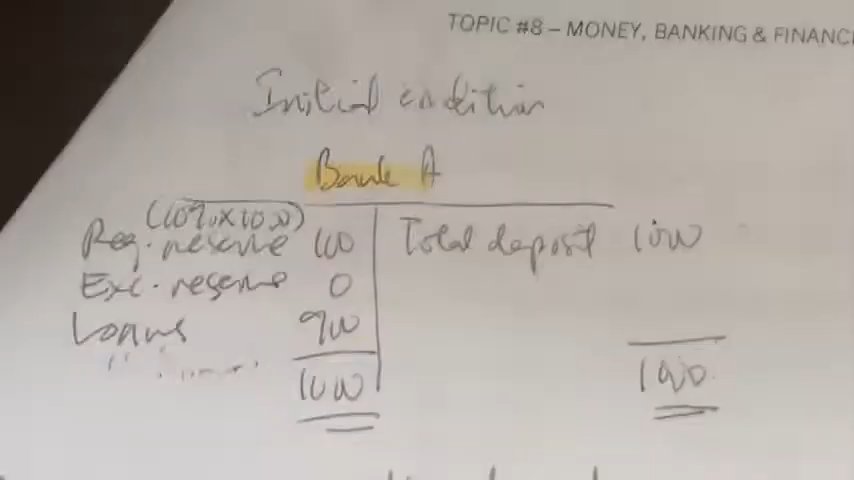 TOPIC #8 – MONEY, BANKING & FINANC
Initial condition
Bank A
(10% x 1000)
Req. reserve 100 Total deposit 1000
Exc. reserve 0
Loans 900
1000 1000